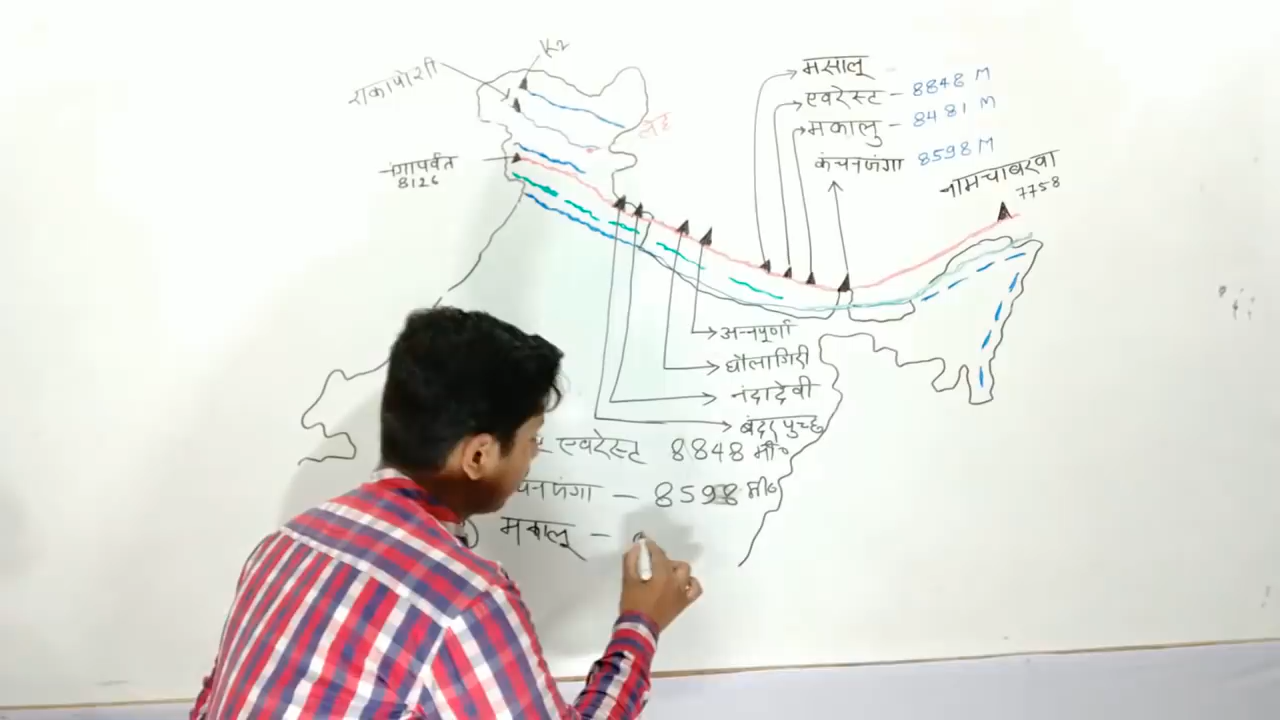 K2
राकापोशी
लेह
नंगापर्वत
8126
मसालू
एवरेस्ट – 8848 M
मकालु – 8481 M
कंचनजंगा 8598 M
नामचाबरवा
7758
अन्नपूर्णा
धौलागिरी
नंदादेवी
बंदरपुच्छ
एवरेस्ट 8848 मी०
चनजंगा – 8598 मी०
मकालू –